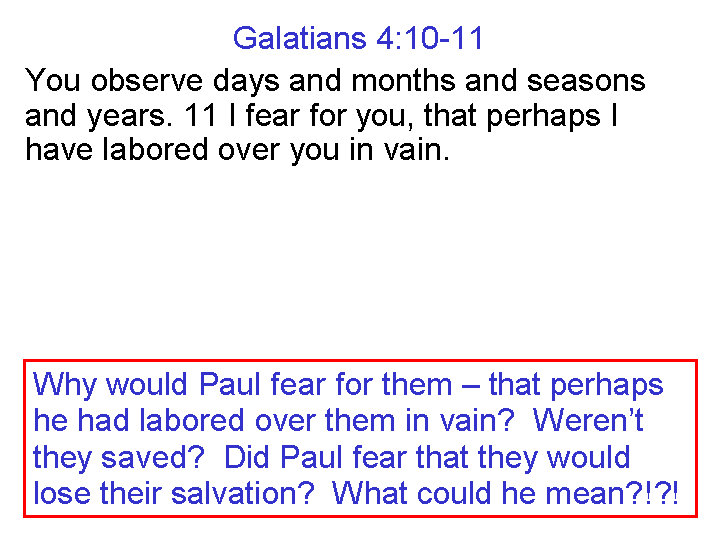 Galatians 4:10-11
You observe days and months and seasons
and years. 11 I fear for you, that perhaps I
have labored over you in vain.
Why would Paul fear for them – that perhaps
he had labored over them in vain?  Weren’t
they saved?  Did Paul fear that they would
lose their salvation?  What could he mean?!?!